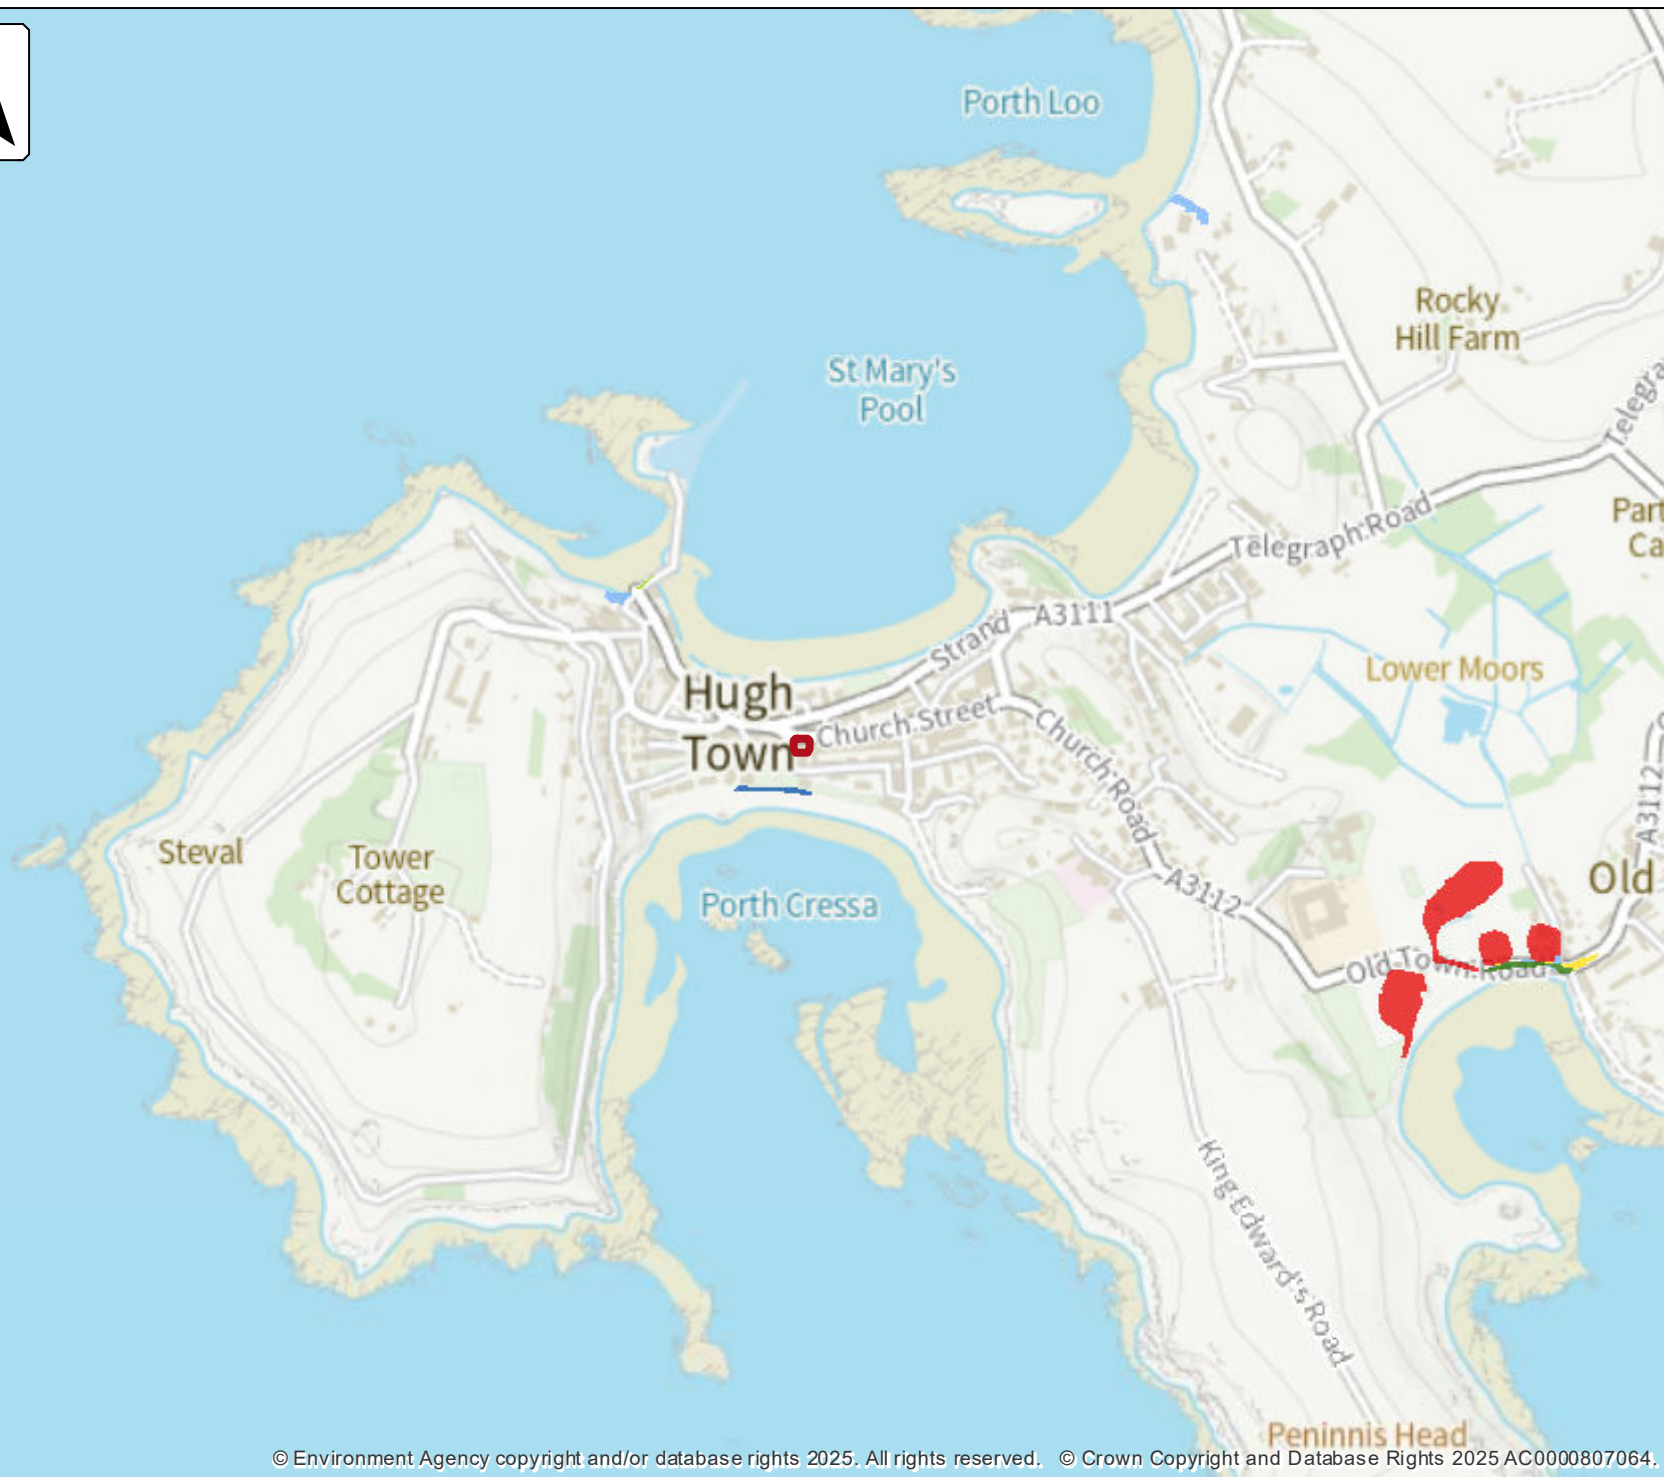 Porth Loo
Rocky
Hill Farm
St Mary's
Pool
Telegraph Road
A3111
Strand
Lower Moors
Hugh
Town
Church Street
Church Road
A3112
Steval
Tower
Cottage
Porth Cressa
A3112
Old
Old Town Road
King Edward's Road
Peninnis Head
© Environment Agency copyright and/or database rights 2025. All rights reserved. © Crown Copyright and Database Rights 2025 AC0000807064.